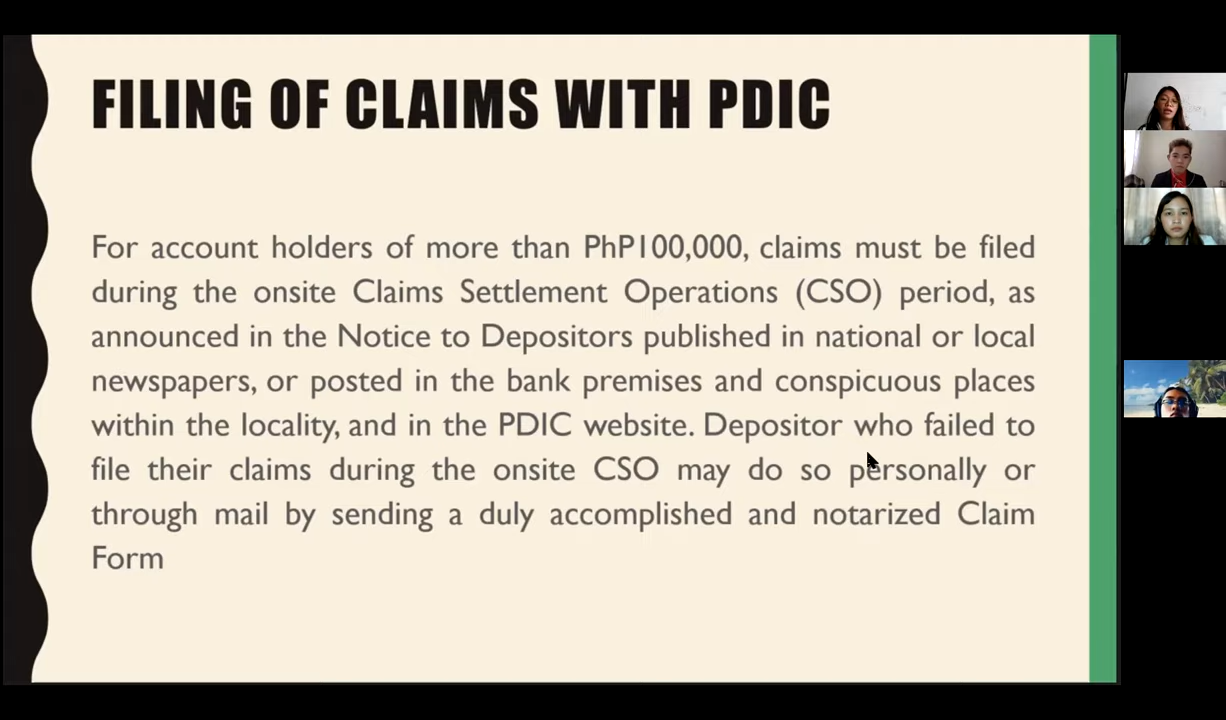 FILING OF CLAIMS WITH PDIC
For account holders of more than PhP100,000, claims must be filed
during the onsite Claims Settlement Operations (CSO) period, as
announced in the Notice to Depositors published in national or local
newspapers, or posted in the bank premises and conspicuous places
within the locality, and in the PDIC website. Depositor who failed to
file their claims during the onsite CSO may do so personally or
through mail by sending a duly accomplished and notarized Claim
Form